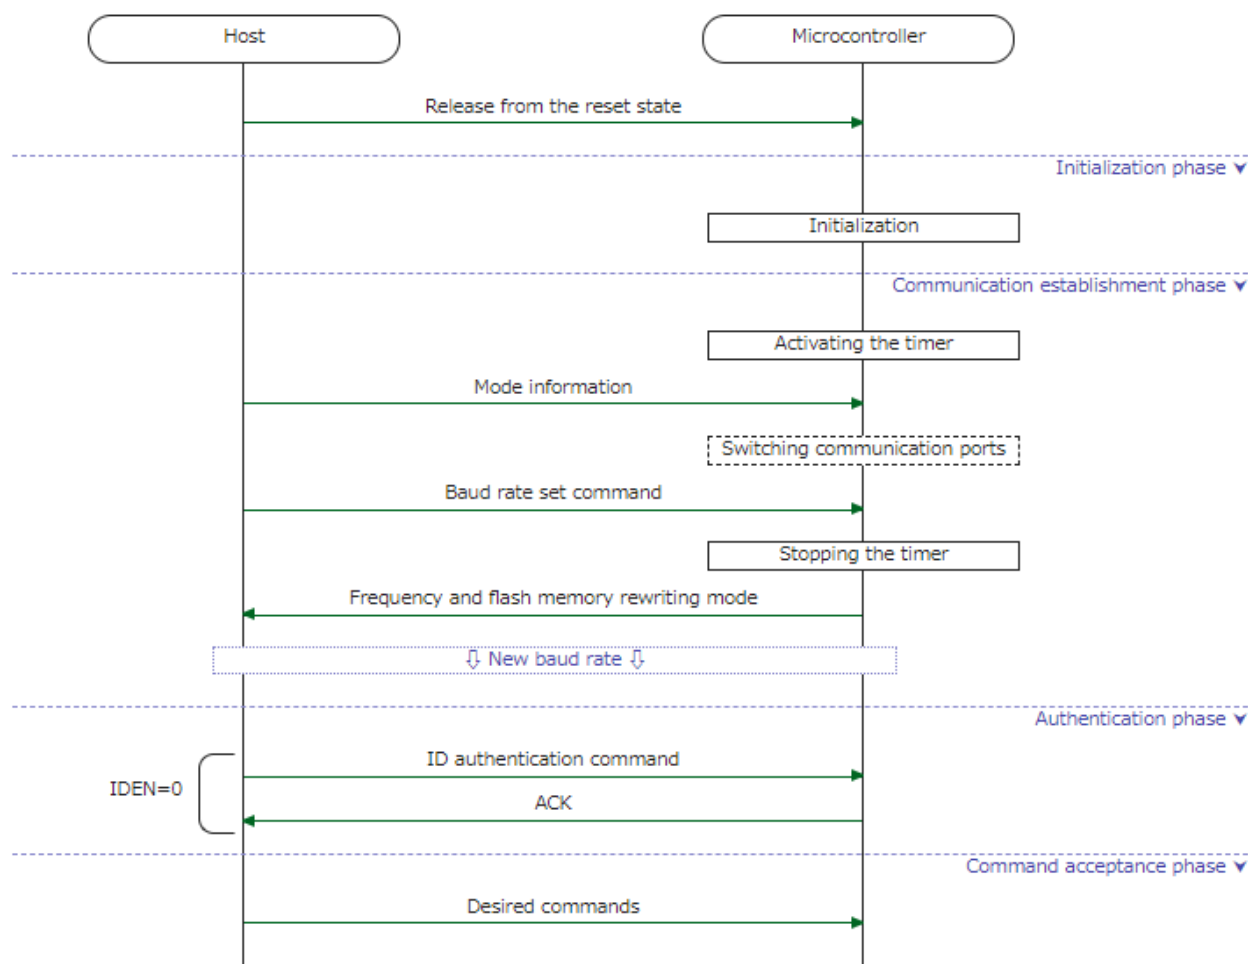 Host
Microcontroller
Release from the reset state
Initialization phase
Initialization
Communication establishment phase
Activating the timer
Mode information
Switching communication ports
Baud rate set command
Stopping the timer
Frequency and flash memory rewriting mode
⇩ New baud rate ⇩
Authentication phase
ID authentication command
IDEN=0
ACK
Command acceptance phase
Desired commands